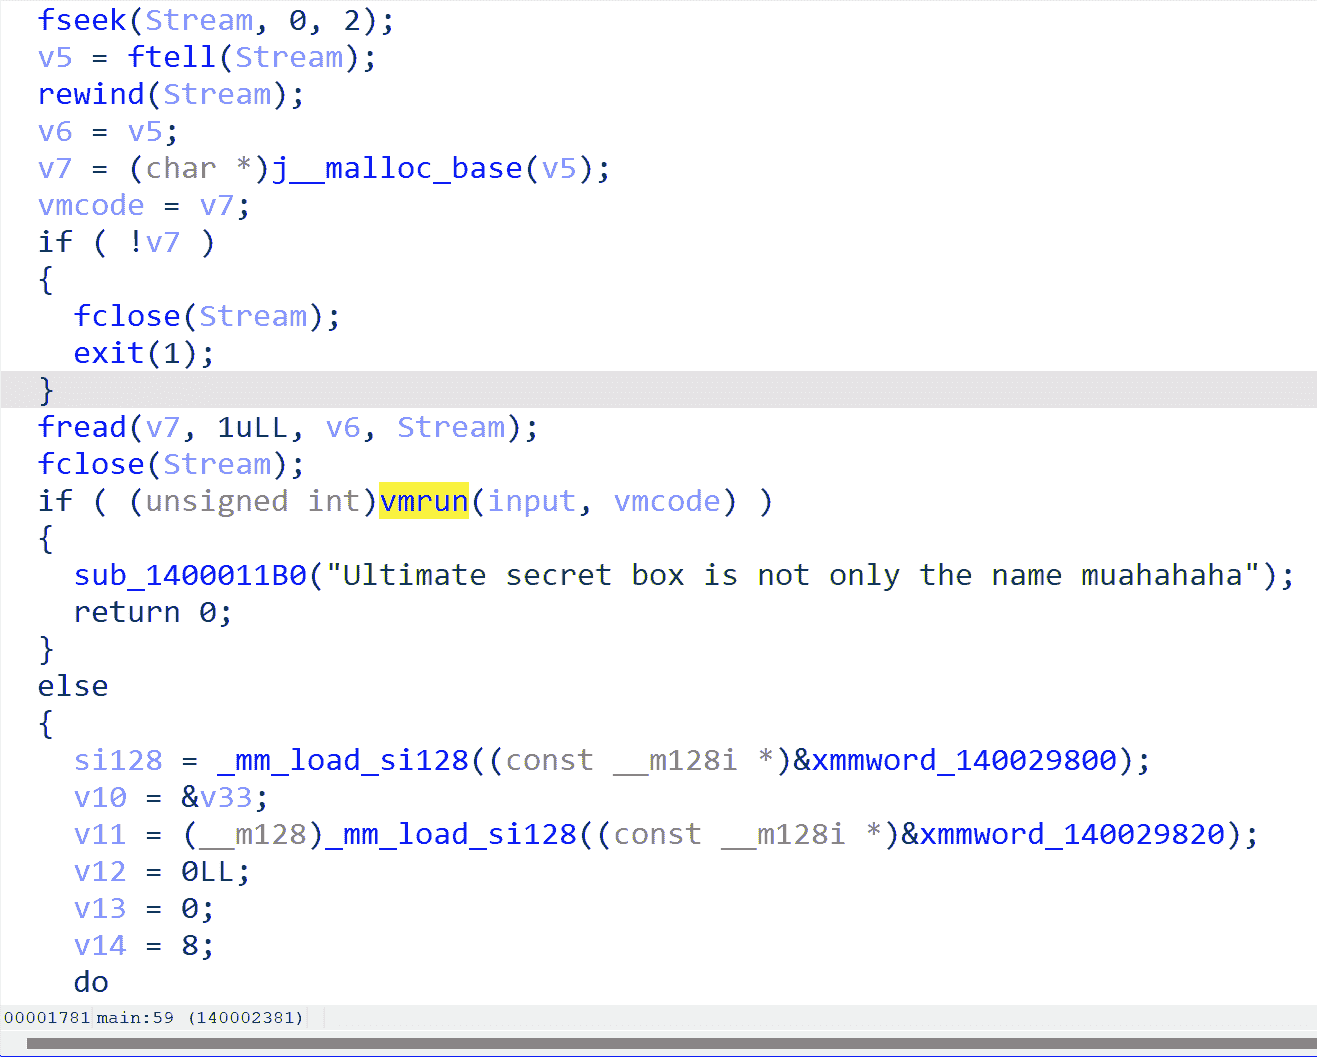 fseek(Stream, 0, 2);
v5 = ftell(Stream);
rewind(Stream);
v6 = v5;
v7 = (char *)j__malloc_base(v5);
vmcode = v7;
if ( !v7 )
{
fclose(Stream);
exit(1);
}
fread(v7, 1uLL, v6, Stream);
fclose(Stream);
if ( (unsigned int)vmrun(input, vmcode) )
{
sub_1400011B0("Ultimate secret box is not only the name muahahaha");
return 0;
}
else
{
si128 = _mm_load_si128((const __m128i *)&xmmword_140029800);
v10 = &v33;
v11 = (__m128)_mm_load_si128((const __m128i *)&xmmword_140029820);
v12 = 0LL;
v13 = 0;
v14 = 8;
do
00001781 main:59 (140002381)